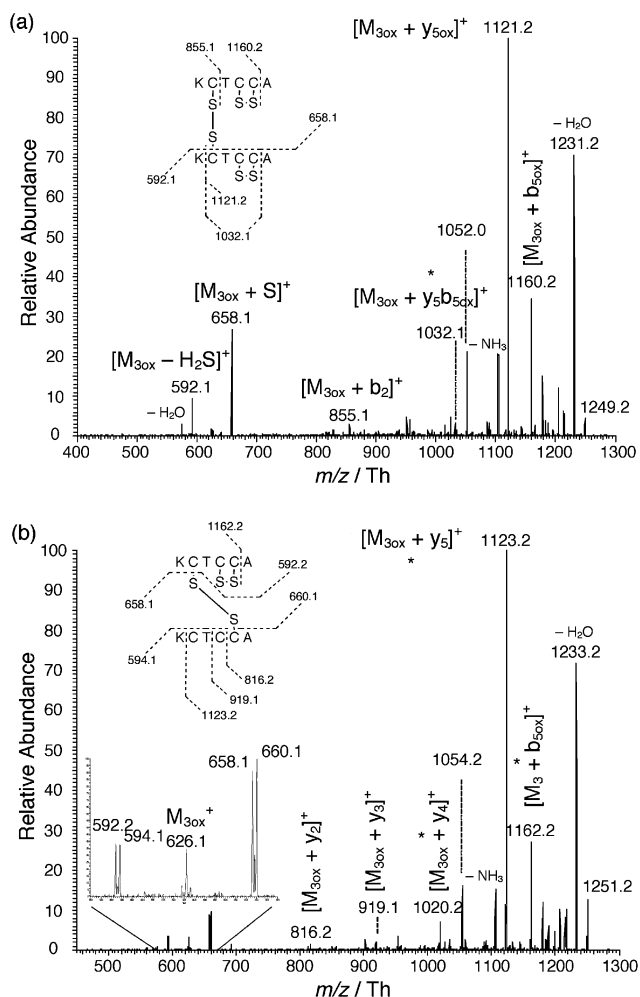 (a)
[M3ox + y5ox]+
1121.2
100
90
80
70
60
50
40
30
20
10
0
Relative Abundance
855.1 1160.2
K C T C C A
S S S
S
K C T C C A
S S
658.1
592.1
1121.2
1032.1
– H2O
1231.2
[M3ox + b5ox]+
1160.2
1052.0
*
[M3ox + y5b5ox]+
1032.1
– NH3
[M3ox + S]+
658.1
[M3ox – H2S]+
592.1
– H2O
[M3ox + b2]+
855.1
1249.2
400 500 600 700 800 900 1000 1100 1200 1300
m/z / Th
(b)
[M3ox + y5]+
*
1123.2
100
90
80
70
60
50
40
30
20
10
0
Relative Abundance
1162.2
K C T C C A
S S S
592.2
658.1
S
660.1
K C T C C A
594.1
816.2
919.1
1123.2
– H2O
1233.2
1054.2
*
[M3 + b5ox]+
1162.2
658.1 660.1
M3ox+
592.2 594.1 626.1
[M3ox + y2]+
816.2
[M3ox + y3]+
919.1
*
[M3ox + y4]+
1020.2
– NH3
1251.2
500 600 700 800 900 1000 1100 1200 1300
m/z / Th